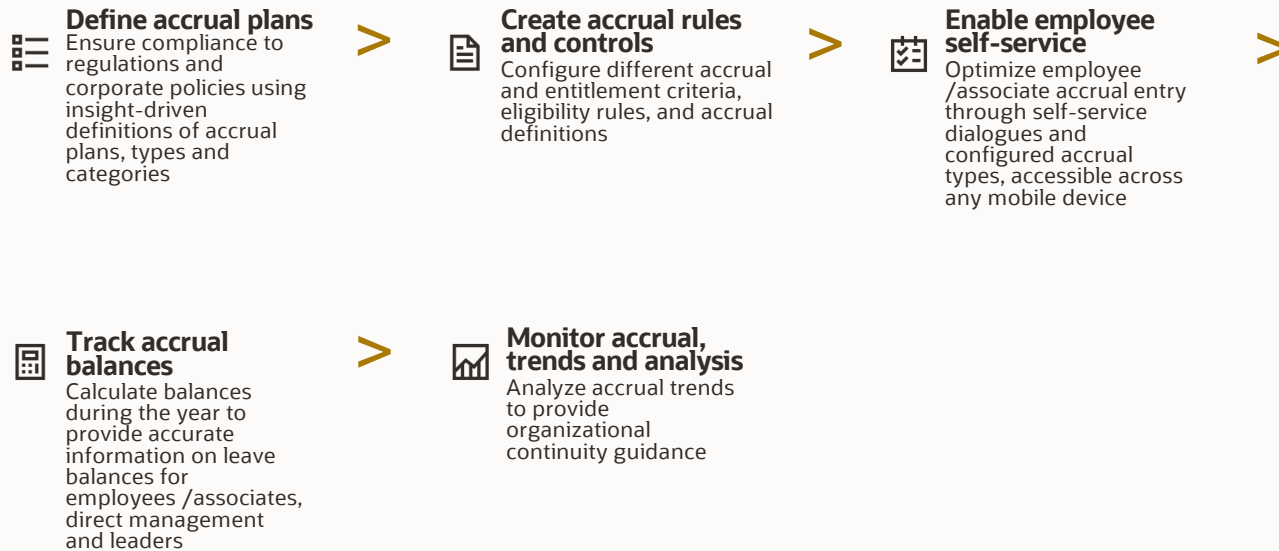 Define accrual plans
Ensure compliance to
regulations and
corporate policies using
insight-driven
definitions of accrual
plans, types and
categories
>
Create accrual rules
and controls
Configure different accrual
and entitlement criteria,
eligibility rules, and accrual
definitions
>
Enable employee
self-service
Optimize employee
/associate accrual entry
through self-service
dialogues and
configured accrual
types, accessible across
any mobile device
>
Track accrual
balances
Calculate balances
during the year to
provide accurate
information on leave
balances for
employees /associates,
direct management
and leaders
>
Monitor accrual,
trends and analysis
Analyze accrual trends
to provide
organizational
continuity guidance